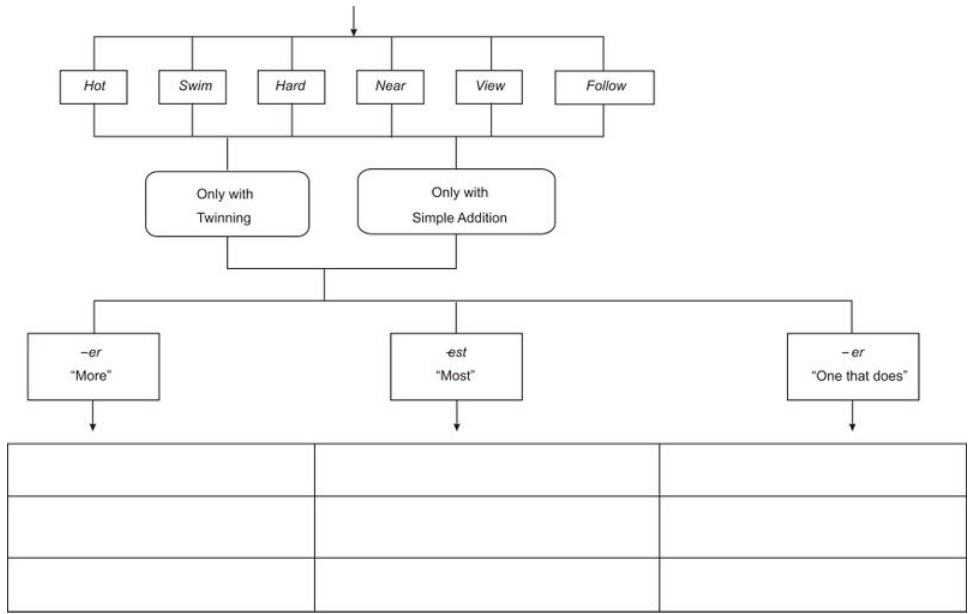 Hot
Swim
Hard
Near
View
Follow
Only with
Twinning
Only with
Simple Addition
–er
“More”
-est
“Most”
– er
“One that does”